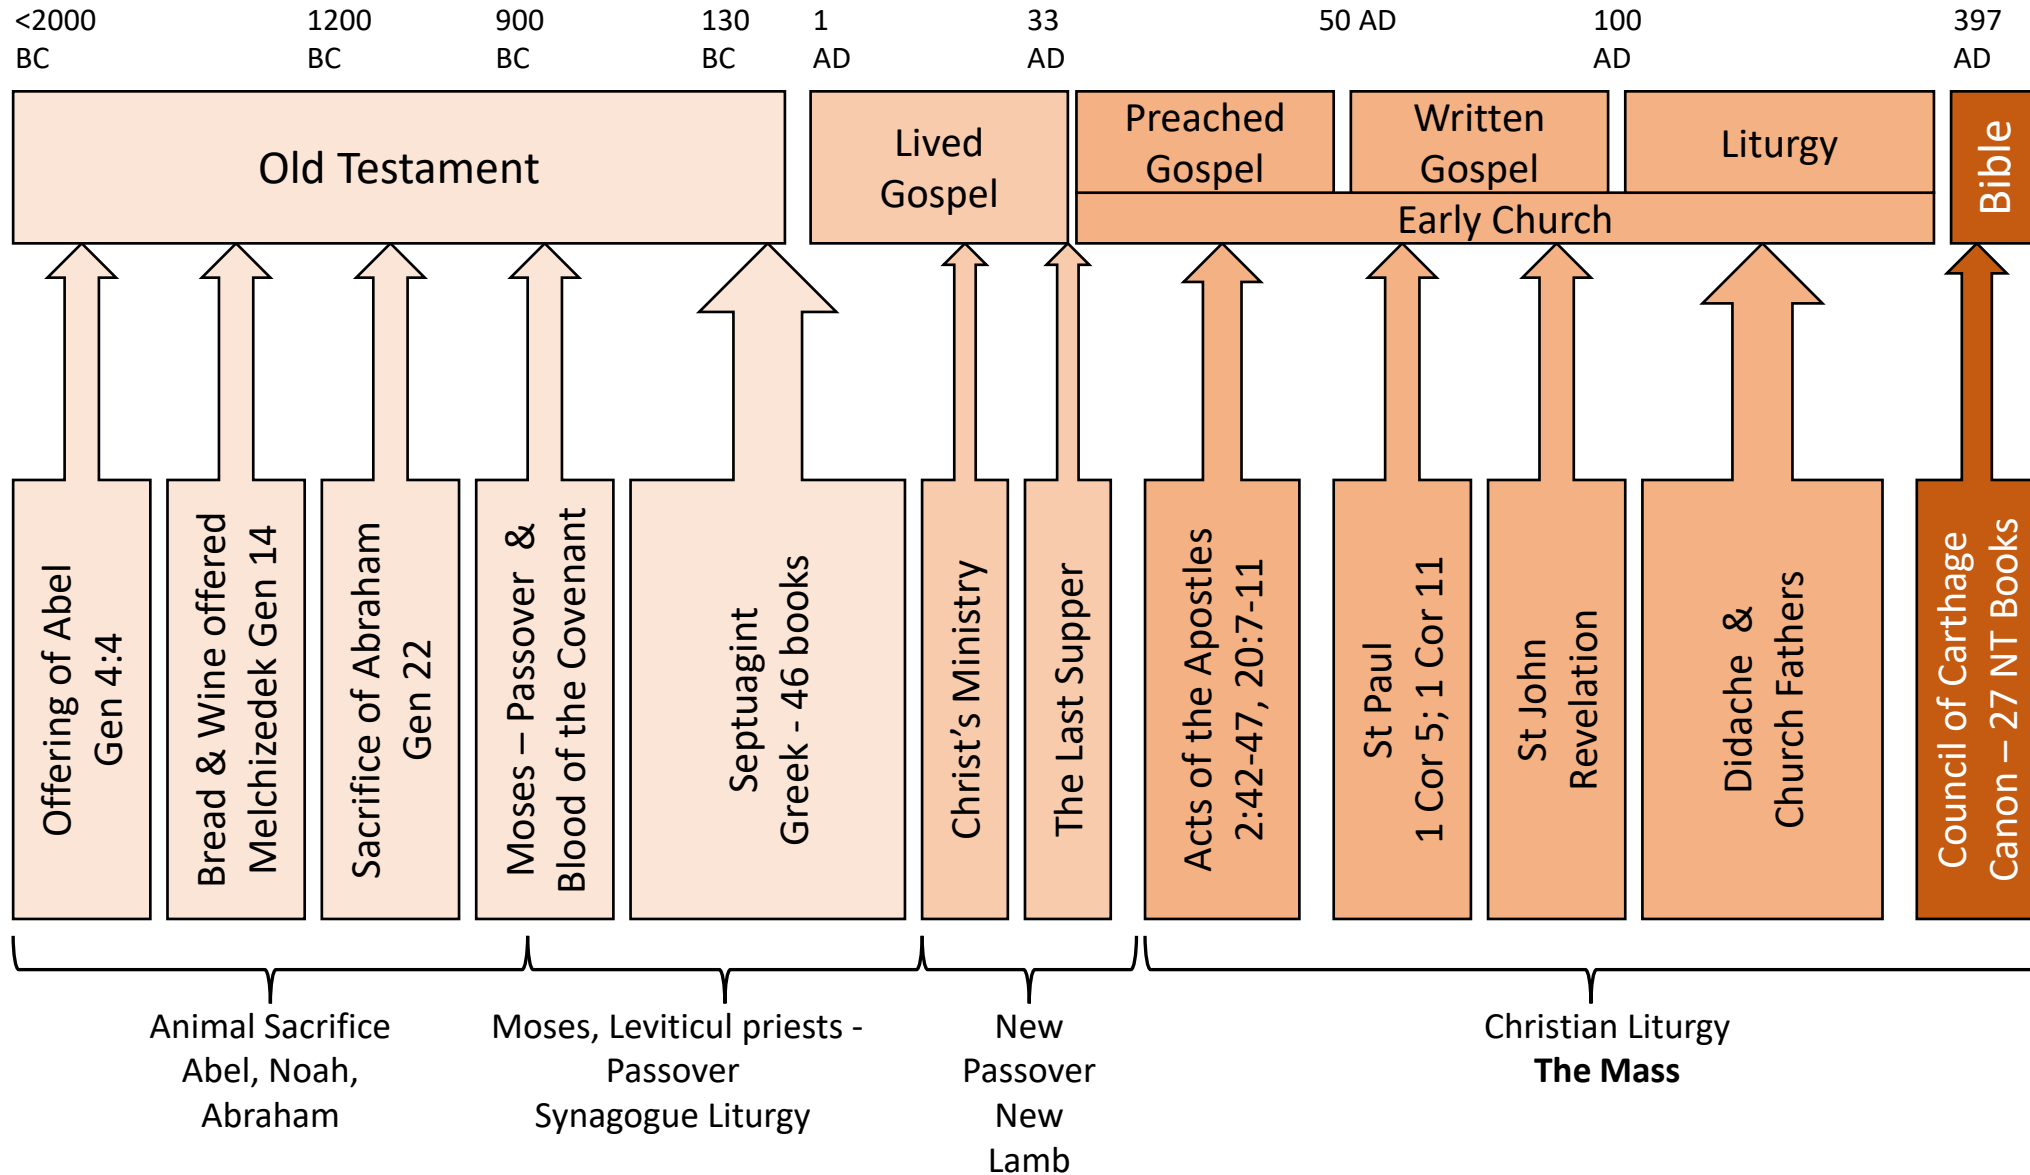 <2000
BC
1200
BC
900
BC
130
BC
1
AD
33
AD
50 AD
100
AD
397
AD
Old Testament
Lived
Gospel
Preached
Gospel
Written
Gospel
Liturgy
Early Church
Bible
Offering of Abel
Gen 4:4
Bread & Wine offered
Melchizedek Gen 14
Sacrifice of Abraham
Gen 22
Moses – Passover &
Blood of the Covenant
Septuagint
Greek - 46 books
Christ's Ministry
The Last Supper
Acts of the Apostles
2:42-47, 20:7-11
St Paul
1 Cor 5; 1 Cor 11
St John
Revelation
Didache &
Church Fathers
Council of Carthage
Canon – 27 NT Books
Animal Sacrifice
Abel, Noah,
Abraham
Moses, Leviticul priests -
Passover
Synagogue Liturgy
New
Passover
New
Lamb
Christian Liturgy
The Mass